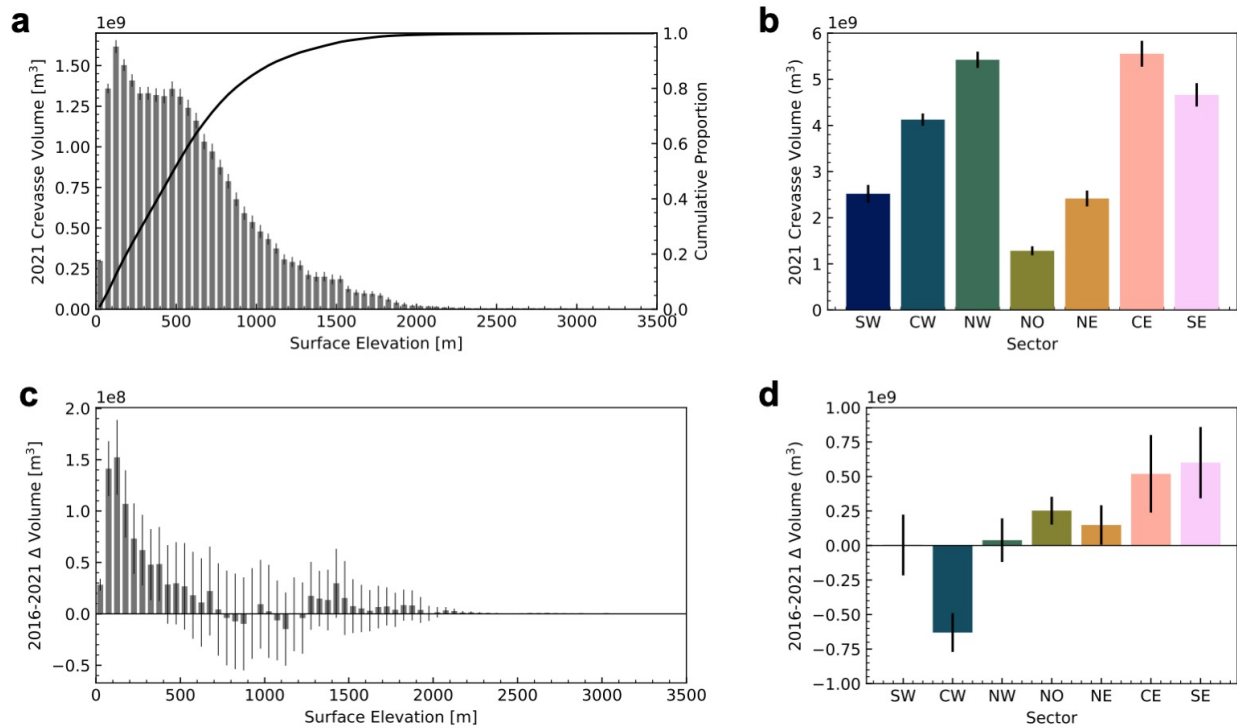 a
1e9
2021 Crevasse Volume [m³]
1.50
1.25
1.00
0.75
0.50
0.25
0.00
1.0
0.8
0.6
0.4
0.2
0.0
Cumulative Proportion
0 500 1000 1500 2000 2500 3000 3500
Surface Elevation [m]
b
1e9
2021 Crevasse Volume (m³)
6
5
4
3
2
1
0
SW CW NW NO NE CE SE
Sector
c
1e8
2016-2021 Δ Volume [m³]
2.0
1.5
1.0
0.5
0.0
−0.5
0 500 1000 1500 2000 2500 3000 3500
Surface Elevation [m]
d
1e9
2016-2021 Δ Volume (m³)
1.00
0.75
0.50
0.25
0.00
−0.25
−0.50
−0.75
−1.00
SW CW NW NO NE CE SE
Sector